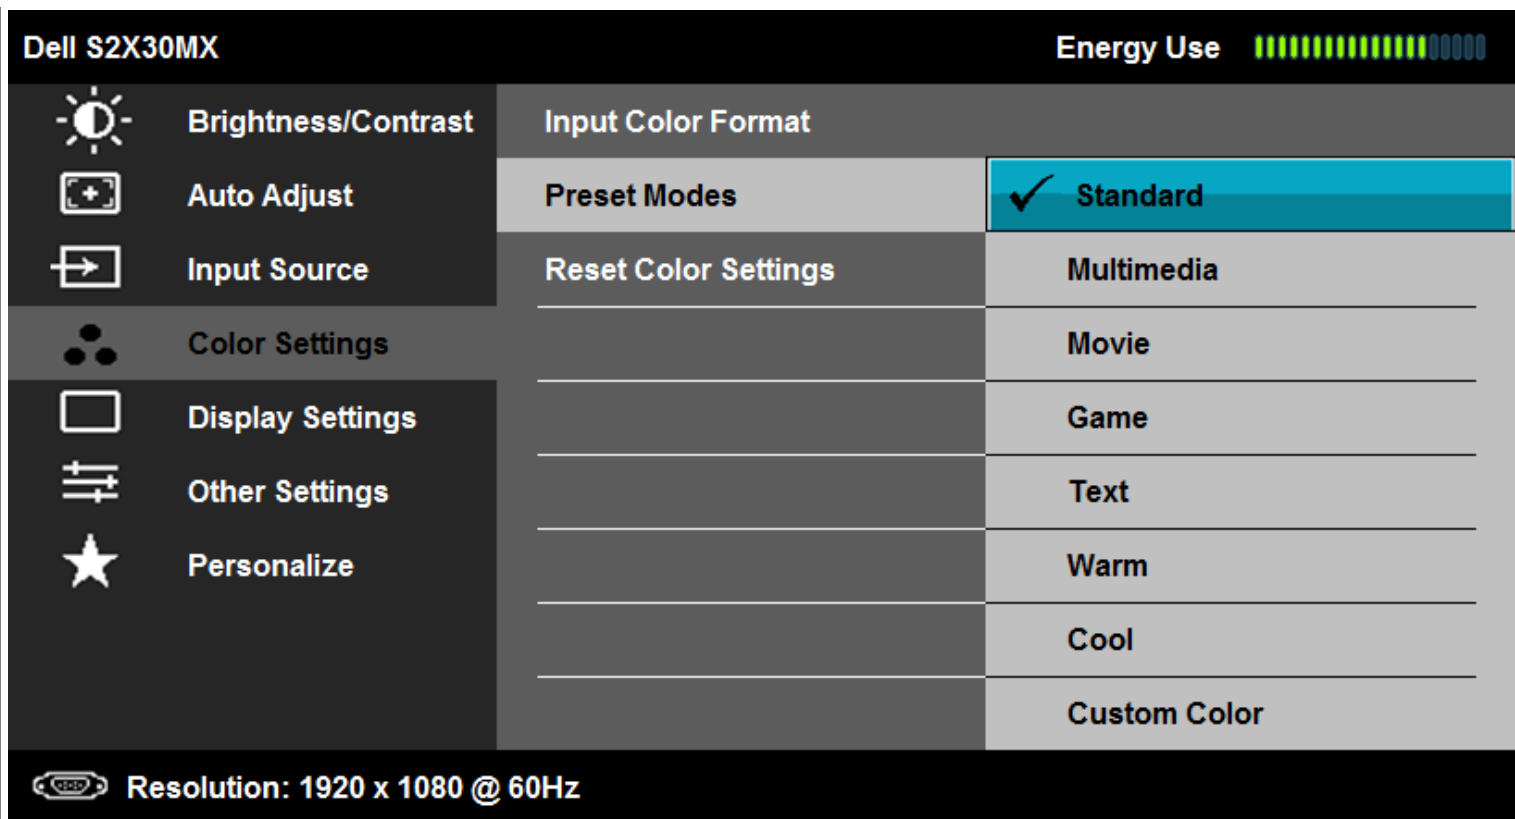 Dell S2X30MX
Energy Use
Brightness/Contrast
Auto Adjust
Input Source
Color Settings
Display Settings
Other Settings
Personalize
Input Color Format
Preset Modes
Reset Color Settings
Standard
Multimedia
Movie
Game
Text
Warm
Cool
Custom Color
Resolution: 1920 x 1080 @ 60Hz